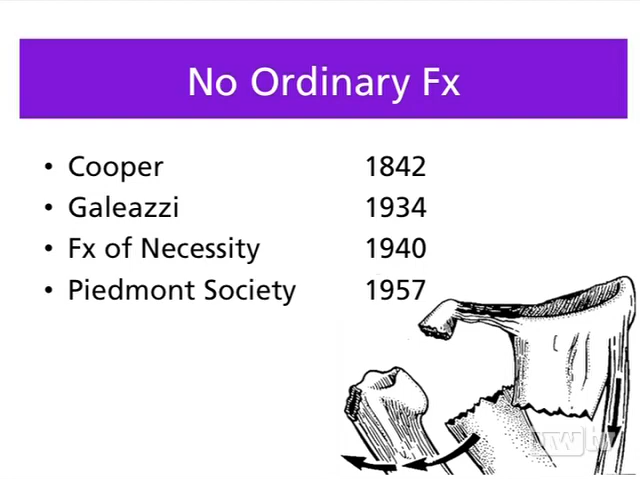 No Ordinary Fx
• Cooper 1842
• Galeazzi 1934
• Fx of Necessity 1940
• Piedmont Society 1957